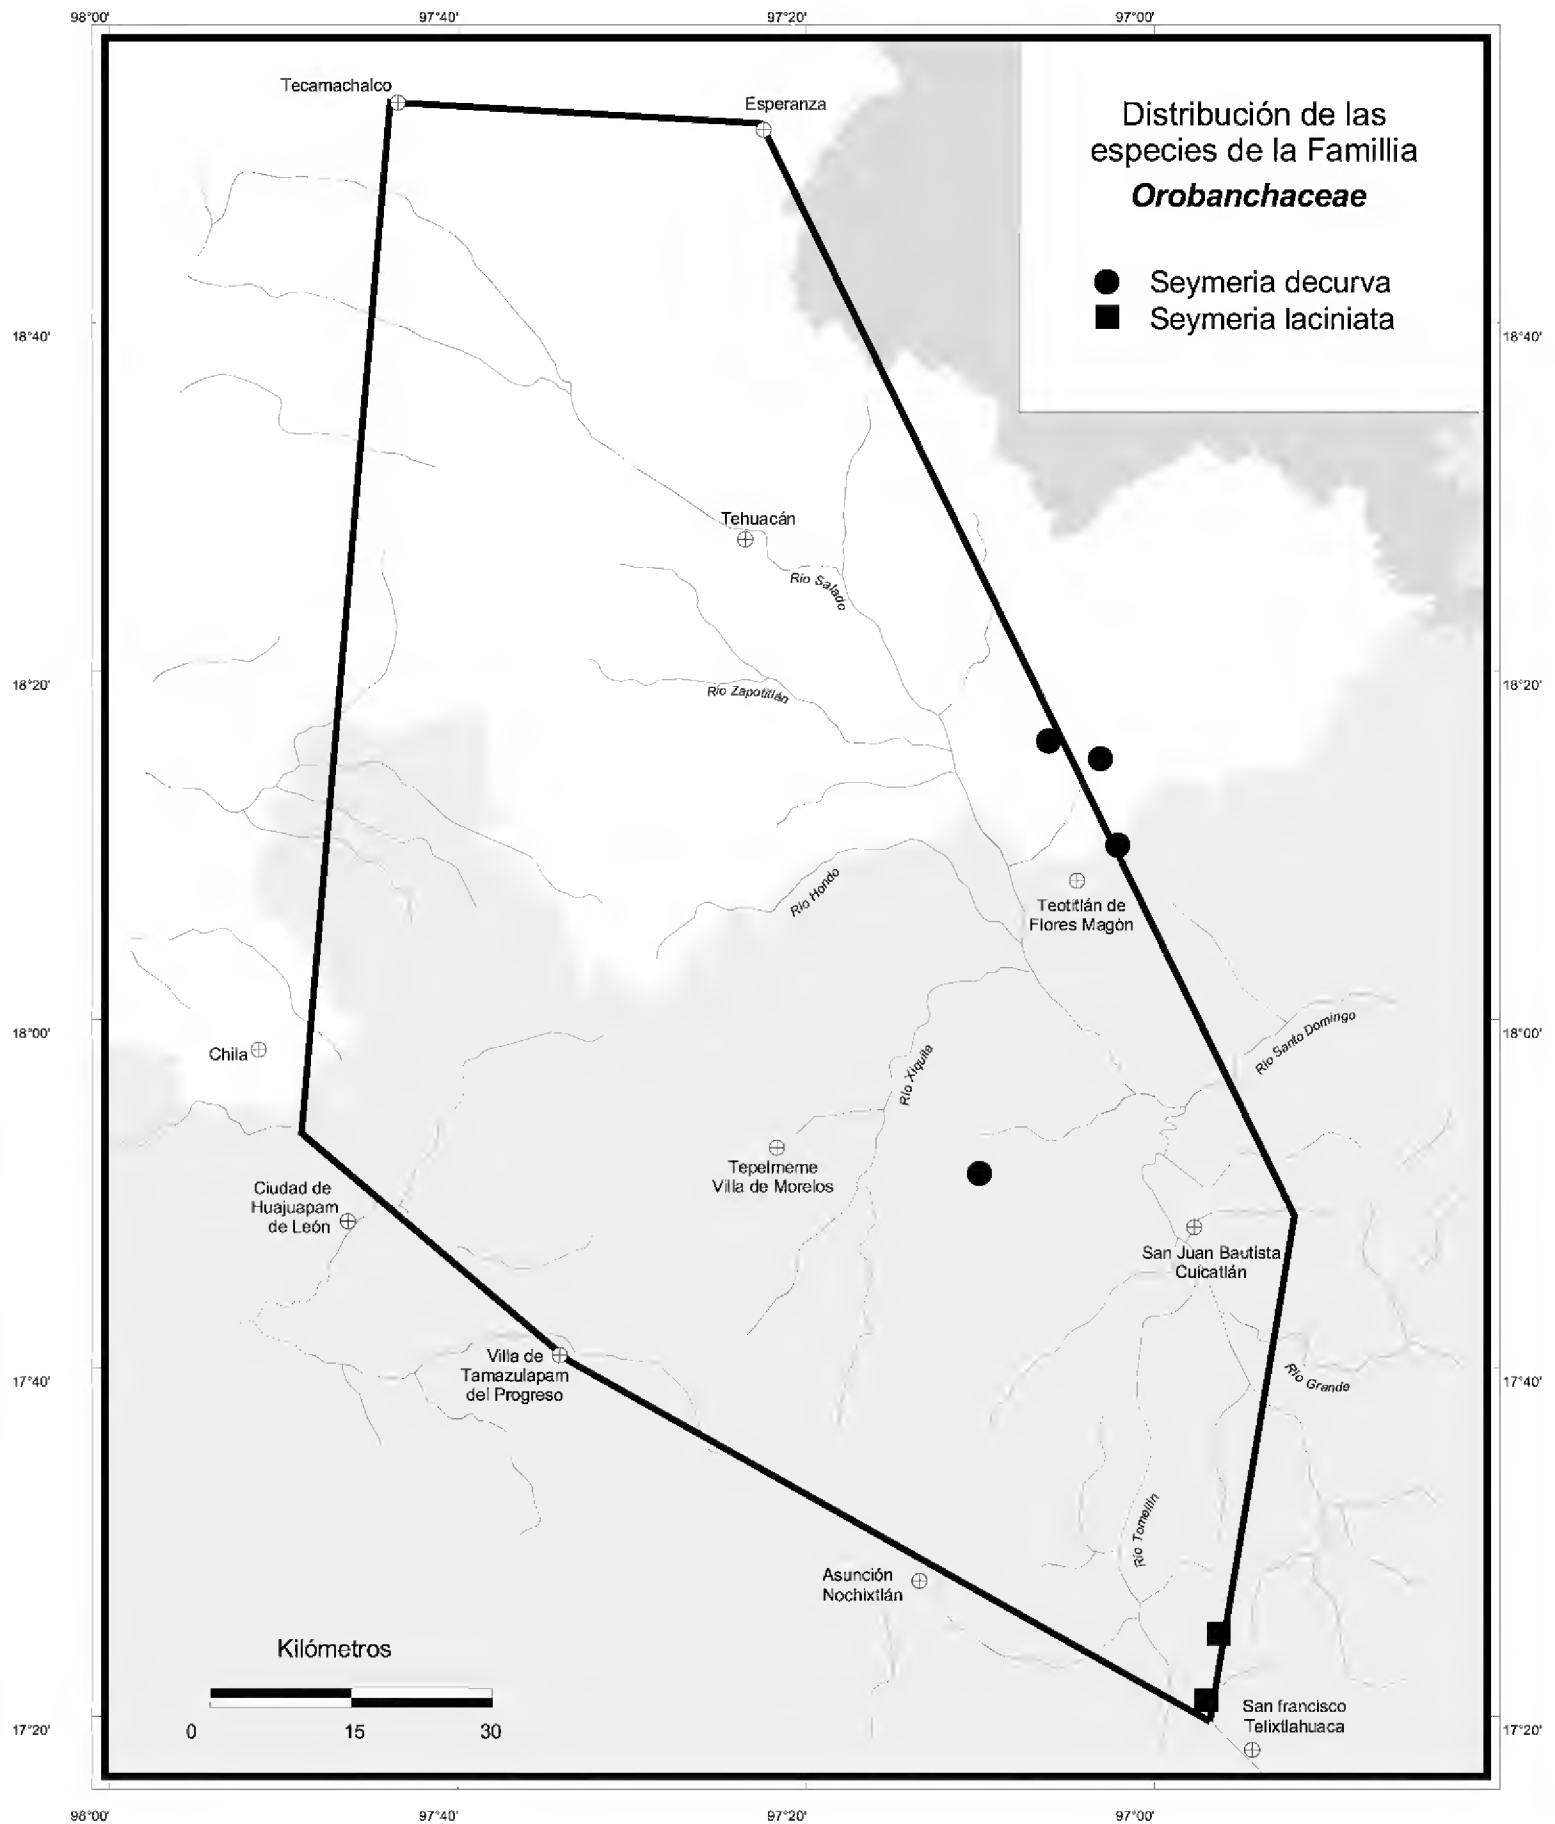 98°00'
97°40'
97°20'
97°00'
Tecamachalco
Esperanza
Distribución de las
especies de la Famillia
Orobanchaceae
Seymeria decurva
Seymeria laciniata
18°40'
18°40'
Tehuacán
Río Salado
18°20'
18°20'
Río Zapotitlán
Río Hondo
Teotitlán de
Flores Magón
18°00'
18°00'
Río Santo Domingo
Chila
Río Xiquila
Tepelmeme
Villa de Morelos
Ciudad de
Huajuapam
de León
San Juan Bautista
Cuicatlán
Villa de
Tamazulapam
del Progreso
17°40'
17°40'
Río Grande
Río Tomellín
Asunción
Nochixtlán
Kilómetros
0
15
30
San francisco
Telixtlahuaca
17°20'
17°20'
98°00'
97°40'
97°20'
97°00'